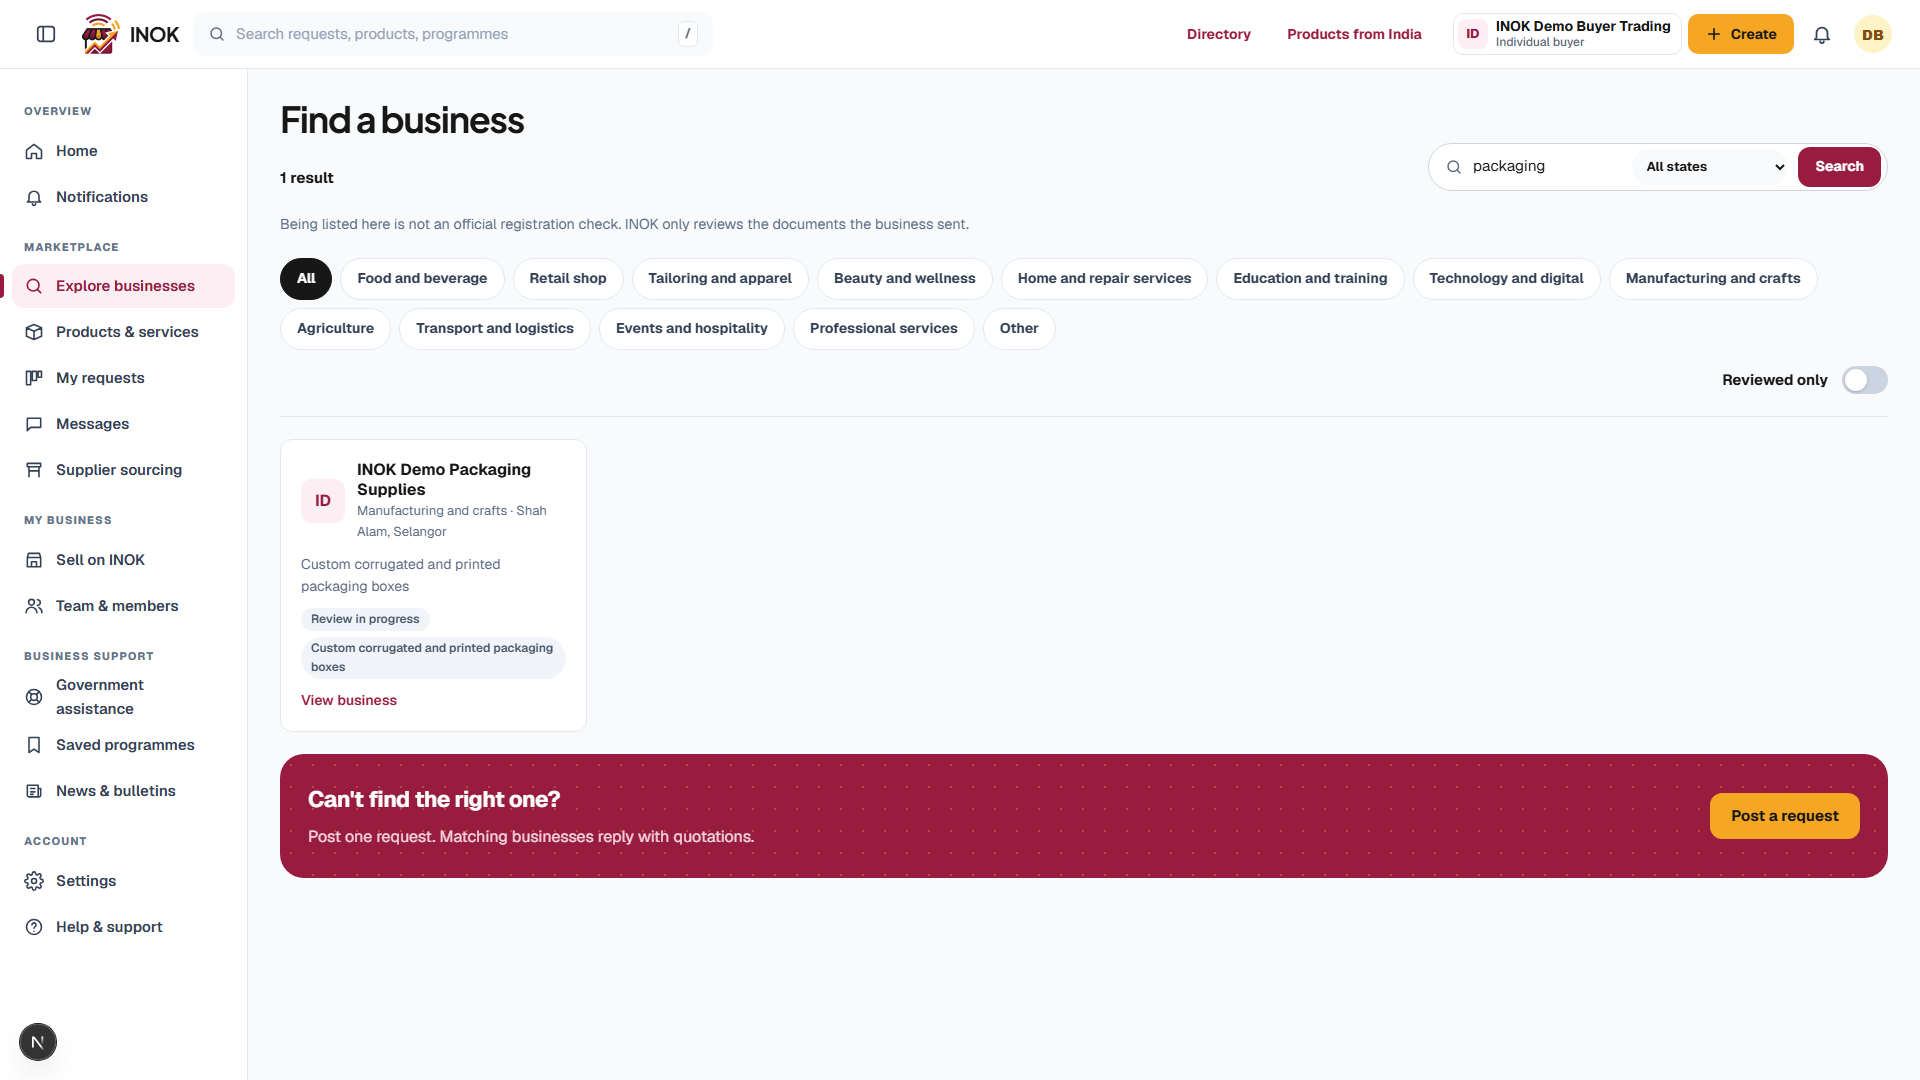 INOK
Search requests, products, programmes
/
Directory
Products from India
ID
INOK Demo Buyer Trading
Individual buyer
Create
DB
OVERVIEW
Home
Notifications
MARKETPLACE
Explore businesses
Products & services
My requests
Messages
Supplier sourcing
MY BUSINESS
Sell on INOK
Team & members
BUSINESS SUPPORT
Government
assistance
Saved programmes
News & bulletins
ACCOUNT
Settings
Help & support
N
Find a business
1 result
packaging
All states
Search
Being listed here is not an official registration check. INOK only reviews the documents the business sent.
All
Food and beverage
Retail shop
Tailoring and apparel
Beauty and wellness
Home and repair services
Education and training
Technology and digital
Manufacturing and crafts
Agriculture
Transport and logistics
Events and hospitality
Professional services
Other
Reviewed only
ID
INOK Demo Packaging
Supplies
Manufacturing and crafts · Shah
Alam, Selangor
Custom corrugated and printed
packaging boxes
Review in progress
Custom corrugated and printed packaging
boxes
View business
Can't find the right one?
Post one request. Matching businesses reply with quotations.
Post a request